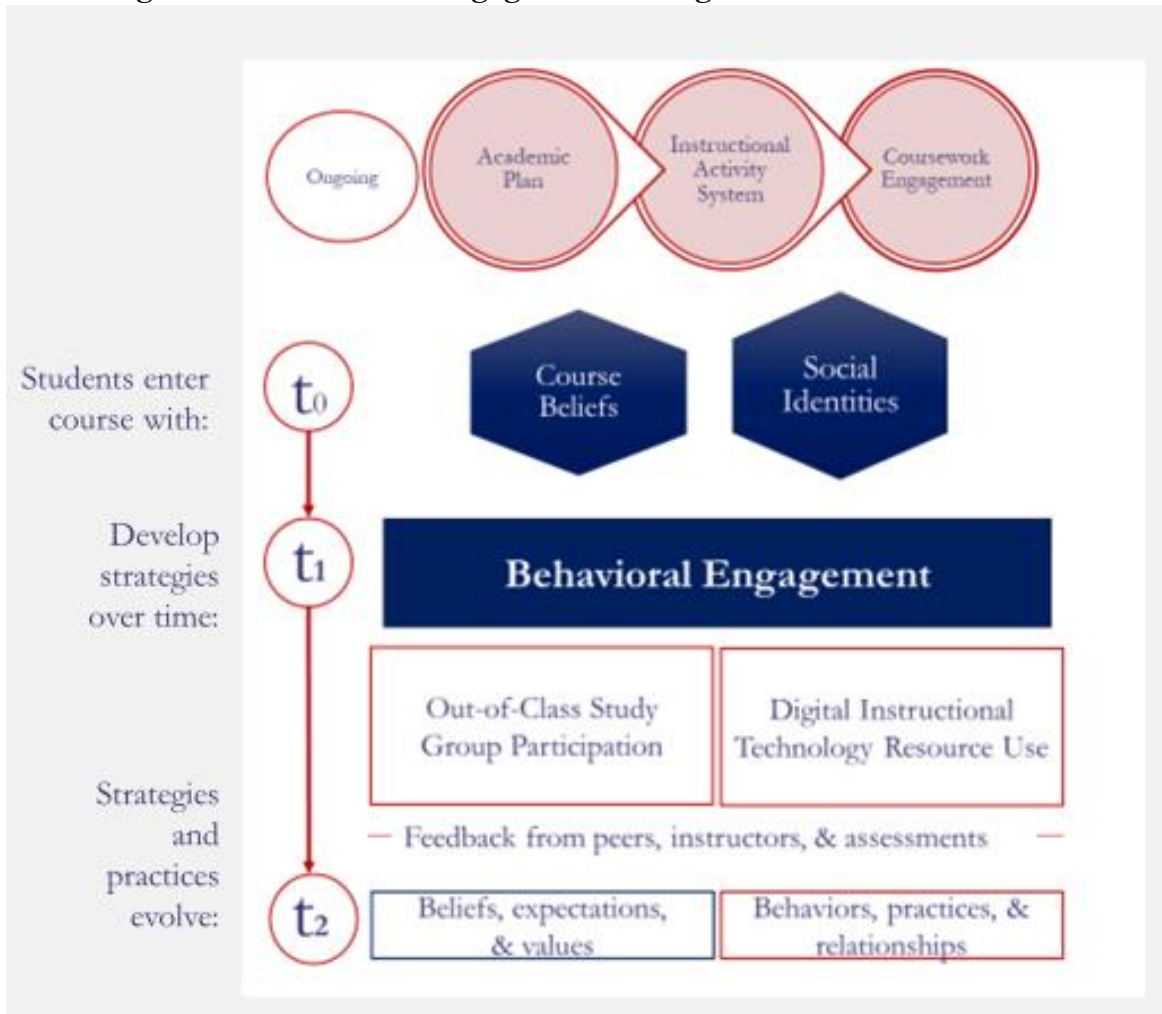 Ongoing
Academic
Plan
Instructional
Activity
System
Coursework
Engagement
Students enter
course with:
t0
Course
Beliefs
Social
Identities
Develop
strategies
over time:
t1
Behavioral Engagement
Out-of-Class Study
Group Participation
Digital Instructional
Technology Resource Use
Feedback from peers, instructors, & assessments
Strategies
and
practices
evolve:
t2
Beliefs, expectations,
& values
Behaviors, practices, &
relationships